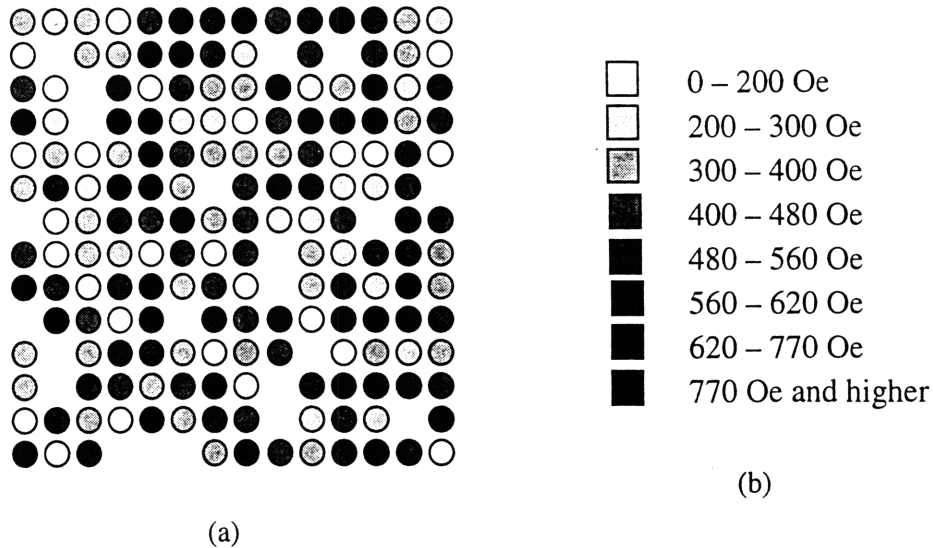 0 – 200 Oe
200 – 300 Oe
300 – 400 Oe
400 – 480 Oe
480 – 560 Oe
560 – 620 Oe
620 – 770 Oe
770 Oe and higher
(b)
(a)